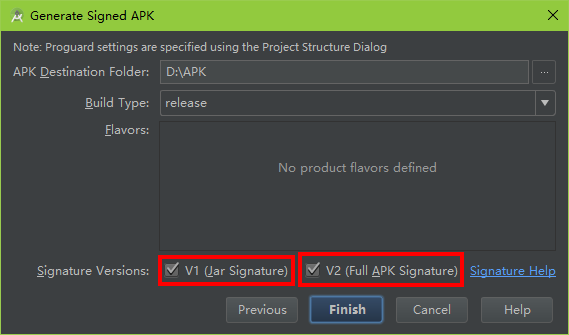 Generate Signed APK
Note: Proguard settings are specified using the Project Structure Dialog
APK Destination Folder: D:\APK ...
Build Type: release
Flavors:
No product flavors defined
Signature Versions: V1 (Jar Signature) V2 (Full APK Signature) Signature Help
Previous Finish Cancel Help